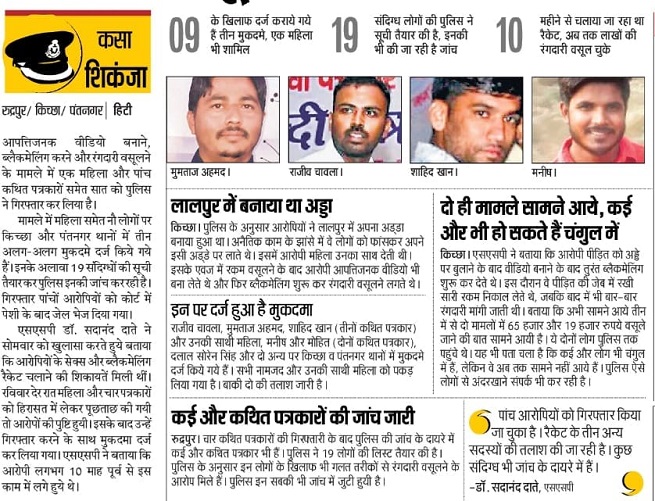 कसा
शिकंजा
रुद्रपुर/ किच्छा/ पंतनगर | हिटी
आपत्तिजनक वीडियो बनाने,
ब्लैकमेलिंग करने और रंगदारी वसूलने
के मामले में एक महिला और पांच
कथित पत्रकारों समेत सात को पुलिस
ने गिरफ्तार कर लिया है।
मामले में महिला समेत नौ लोगों पर
किच्छा और पंतनगर थानों में तीन
अलग-अलग मुकदमे दर्ज किये गये
हैं। इनके अलावा 19 संदिग्धों की सूची
तैयार कर पुलिस इनकी जांच कर रही है।
गिरफ्तार पांचों आरोपियों को कोर्ट में
पेशी के बाद जेल भेज दिया गया।
एसएसपी डॉ. सदानंद दाते ने
सोमवार को खुलासा करते हुये बताया
कि आरोपियों के सेक्स और ब्लैकमेलिंग
रैकेट चलाने की शिकायतें मिली थीं।
रविवार देर रात महिला और चार पत्रकारों
को हिरासत में लेकर पूछताछ की गयी
तो आरोपों की पुष्टि हुयी। इसके बाद उन्हें
गिरफ्तार करने के साथ मुकदमा दर्ज
कर लिया गया। एसएसपी ने बताया कि
आरोपी लगभग 10 माह पूर्व से इस
काम में लगे हुये थे।
09
के खिलाफ दर्ज कराये गये
हैं तीन मुकदमे, एक महिला
भी शामिल
19
संदिग्ध लोगों की पुलिस ने
सूची तैयार की है, इनकी
भी की जा रही है जांच
10
महीने से चलाया जा रहा था
रैकेट, अब तक लाखों की
रंगदारी वसूल चुके
मुमताज अहमद।
राजीव चावला।
शाहिद खान।
मनीष।
लालपुर में बनाया था अड्डा
किच्छा। पुलिस के अनुसार आरोपियों ने लालपुर में अपना अड्डा
बनाया हुआ था। अनैतिक काम के झांसे में वे लोगों को फांसकर अपने
इसी अड्डे पर लाते थे। इसमें आरोपी महिला उनका साथ देती थी।
इसके एवज में रकम वसूलने के बाद आरोपी आपत्तिजनक वीडियो भी
बना लेते थे और फिर ब्लैकमेलिंग शुरू कर रंगदारी वसूलने लगते थे।
इन पर दर्ज हुआ है मुकदमा
राजीव चावला, मुमताज अहमद, शाहिद खान (तीनों कथित पत्रकार)
और उनकी साथी महिला, मनीष और मोहित (दोनों कथित पत्रकार),
दलाल सोरेन सिंह और दो अन्य पर किच्छा व पंतनगर थानों में मुकदमे
दर्ज किये गये हैं। सभी नामजद और उनकी साथी महिला को पकड़
लिया गया है। बाकी दो की तलाश जारी है।
कई और कथित पत्रकारों की जांच जारी
रुद्रपुर। चार कथित पत्रकारों की गिरफ्तारी के बाद पुलिस की जांच के दायरे में
कई और कथित पत्रकार भी हैं। पुलिस ने 19 लोगों की लिस्ट तैयार की है।
पुलिस के अनुसार इन लोगों के खिलाफ भी गलत तरीकों से रंगदारी वसूलने के
आरोप मिले हैं। पुलिस इन सबकी भी जांच में जुटी हुयी है।
दो ही मामले सामने आये, कई
और भी हो सकते हैं चंगुल में
किच्छा। एसएसपी ने बताया कि आरोपी पीड़ित को अड्डे
पर बुलाने के बाद वीडियो बनाने के बाद तुरंत ब्लैकमेलिंग
शुरू कर देते थे। इस दौरान वे पीड़ित की जेब में रखी
सारी रकम निकाल लेते थे, जबकि बाद में भी बार-बार
रंगदारी मांगी जाती थी। बताया कि अभी सामने आये तीन
में से दो मामलों में 65 हजार और 19 हजार रुपये वसूले
जाने की बात सामने आयी है। ये दोनों लोग पुलिस तक
पहुंचे थे। यह भी पता चला है कि कई और लोग भी चंगुल
में हैं, लेकिन वे अब तक सामने नहीं आये हैं। पुलिस ऐसे
लोगों से अंदरखाने संपर्क भी कर रही है।
पांच आरोपियों को गिरफ्तार किया
जा चुका है। रैकेट के तीन अन्य
सदस्यों की तलाश की जा रही है। कुछ
संदिग्ध भी जांच के दायरे में हैं।
-डॉ. सदानंद दाते, एसएसपी